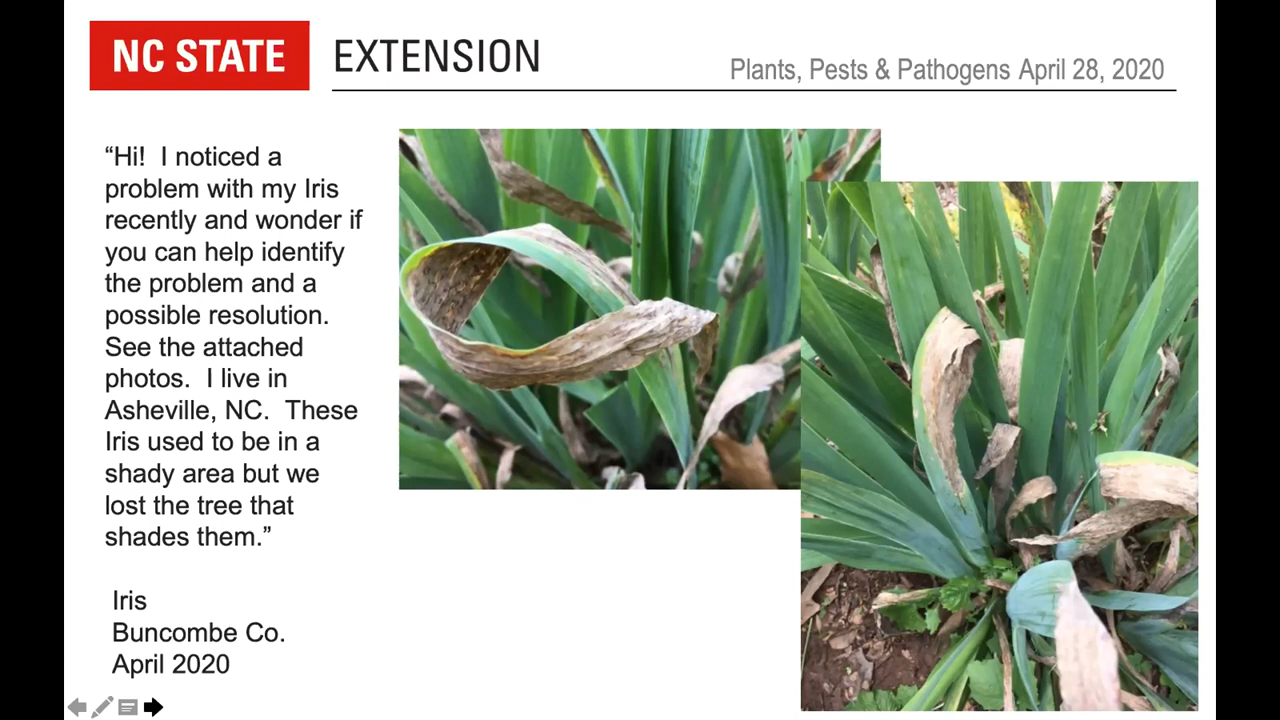 NC STATE EXTENSION
Plants, Pests & Pathogens April 28, 2020
“Hi!  I noticed a
problem with my Iris
recently and wonder if
you can help identify
the problem and a
possible resolution.
See the attached
photos.  I live in
Asheville, NC.  These
Iris used to be in a
shady area but we
lost the tree that
shades them.”
Iris
Buncombe Co.
April 2020